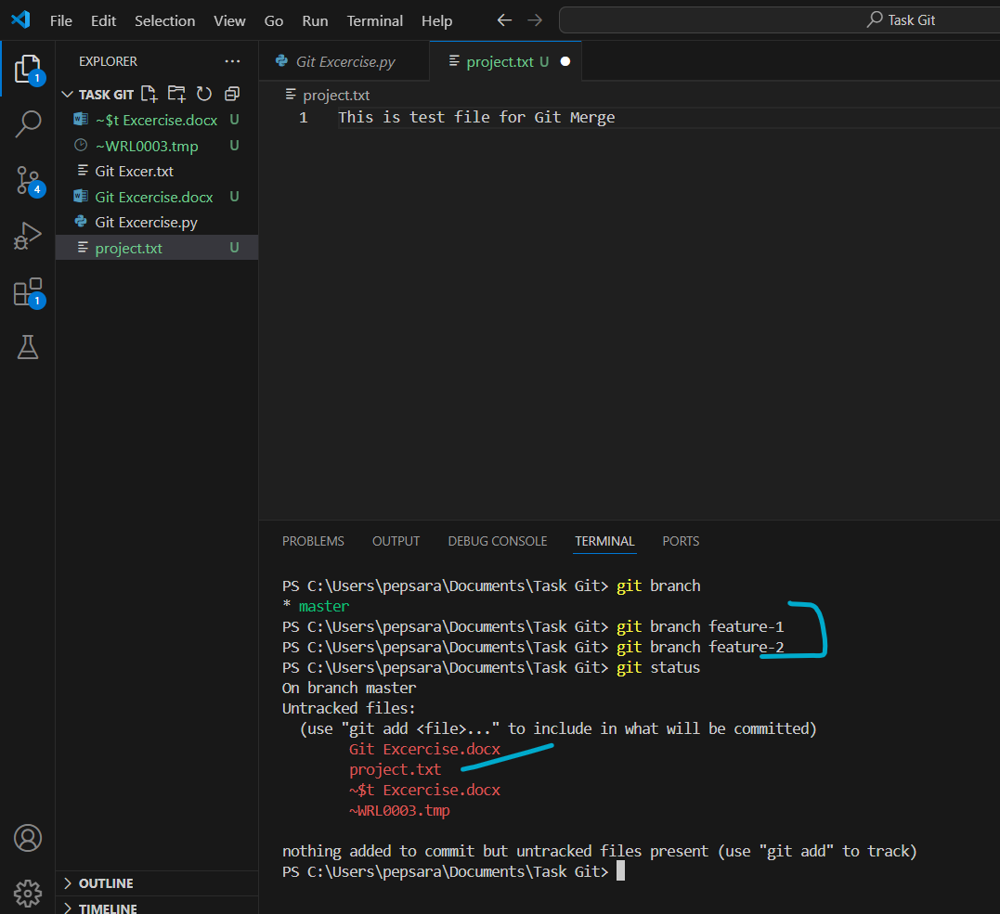 File Edit Selection View Go Run Terminal Help Task Git
EXPLORER ...
TASK GIT
~$t Excercise.docx U
~WRL0003.tmp U
Git Excer.txt
Git Excercise.docx U
Git Excercise.py
project.txt U
1
4
1
OUTLINE
TIMELINE
Git Excercise.py project.txt U
project.txt
1 This is test file for Git Merge
PROBLEMS OUTPUT DEBUG CONSOLE TERMINAL PORTS
PS C:\Users\pepsara\Documents\Task Git> git branch
* master
PS C:\Users\pepsara\Documents\Task Git> git branch feature-1
PS C:\Users\pepsara\Documents\Task Git> git branch feature-2
PS C:\Users\pepsara\Documents\Task Git> git status
On branch master
Untracked files:
(use "git add <file>..." to include in what will be committed)
Git Excercise.docx
project.txt
~$t Excercise.docx
~WRL0003.tmp
nothing added to commit but untracked files present (use "git add" to track)
PS C:\Users\pepsara\Documents\Task Git>